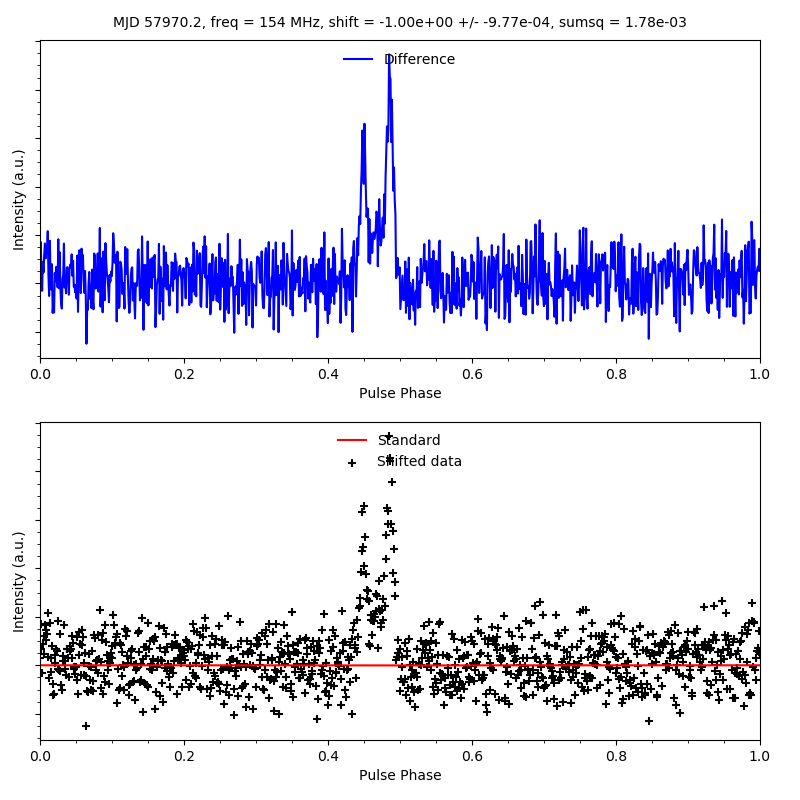 MJD 57970.2, freq = 154 MHz, shift = -1.00e+00 +/- -9.77e-04, sumsq = 1.78e-03
Difference
Intensity (a.u.)
0.0 0.2 0.4 0.6 0.8 1.0
Pulse Phase
Standard
Shifted data
Intensity (a.u.)
0.0 0.2 0.4 0.6 0.8 1.0
Pulse Phase